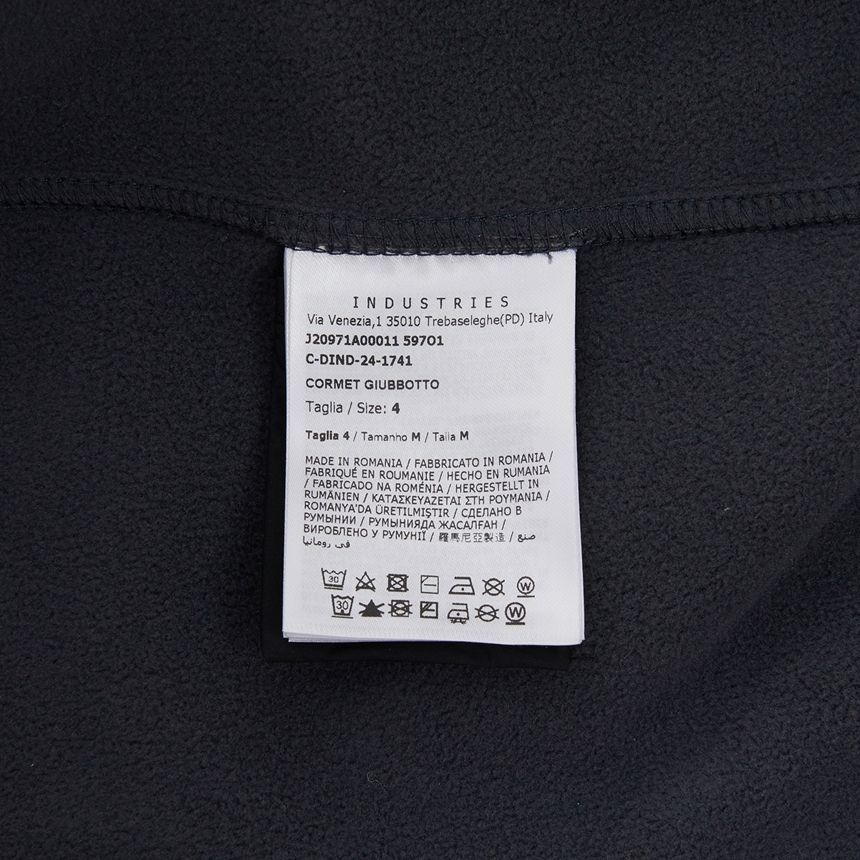 INDUSTRIES
Via Venezia,1 35010 Trebaseleghe(PD) Italy
J20971A00011 597O1
C-DIND-24-1741
CORMET GIUBBOTTO
Taglia / Size: 4
Taglia 4 / Tamanho M / Talla M
MADE IN ROMANIA / FABBRICATO IN ROMANIA /
FABRIQUÉ EN ROUMANIE / HECHO EN RUMANIA
/ FABRICADO NA ROMÉNIA / HERGESTELLT IN
RUMÄNIEN / ΚΑΤΑΣΚΕΥΑΖΕΤΑΙ ΣΤΗ ΡΟΥΜΑΝΙΑ /
ROMANYA'DA ÜRETILMIŞTIR / СДЕЛАНО В
РУМЫНИИ / РУМЫНИЯДА ЖАСАЛҒАН /
ВИРОБЛЕНО У РУМУНІЇ / 羅馬尼亞製造 / صنع
في رومانيا
30 W
30 W